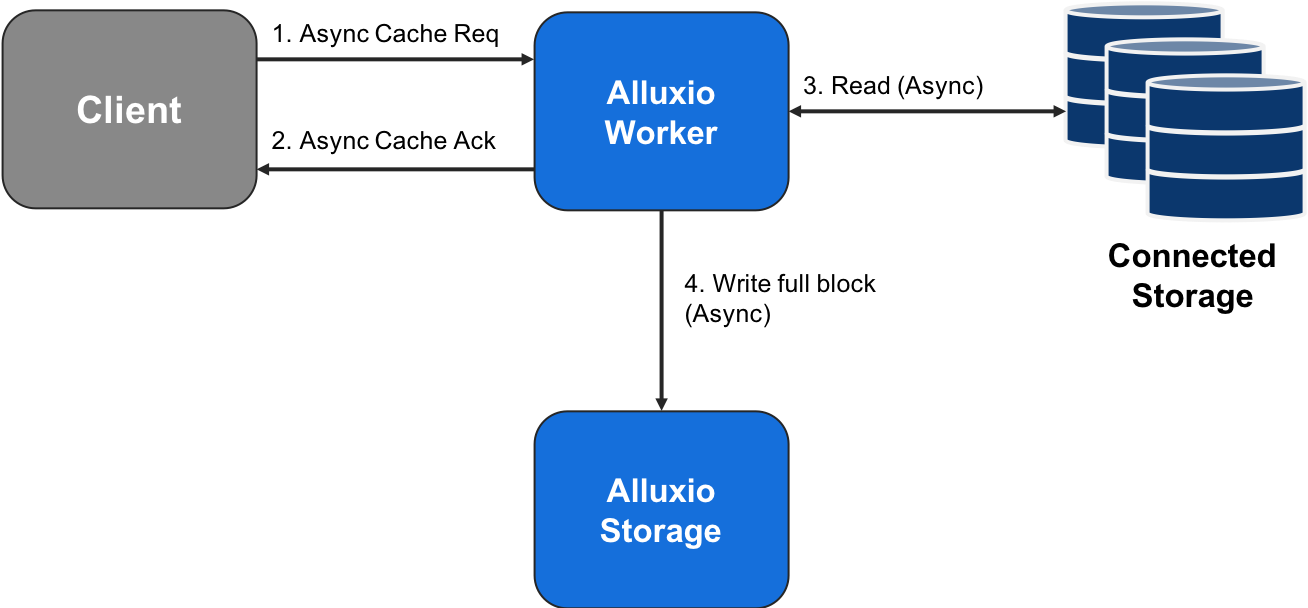 1. Async Cache Req
Client
2. Async Cache Ack
Alluxio
Worker
3. Read (Async)
Connected
Storage
4. Write full block
(Async)
Alluxio
Storage